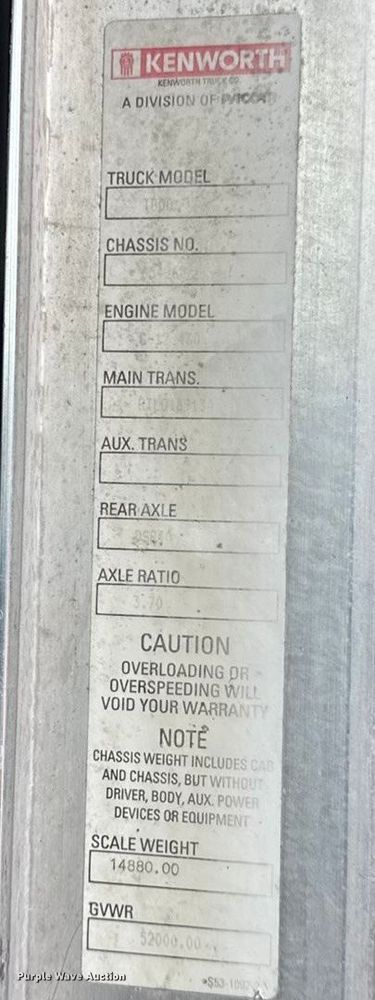 KENWORTH
KENWORTH TRUCK CO.
A DIVISION OF PACCAR
TRUCK MODEL
CHASSIS NO.
ENGINE MODEL
MAIN TRANS.
AUX. TRANS
REAR AXLE
AXLE RATIO
3.70
CAUTION
OVERLOADING OR
OVERSPEEDING WILL
VOID YOUR WARRANTY
NOTE
CHASSIS WEIGHT INCLUDES CAB
AND CHASSIS, BUT WITHOUT
DRIVER, BODY, AUX. POWER
DEVICES OR EQUIPMENT
SCALE WEIGHT
14880.00
GVWR
52000.00
Purple Wave Auction